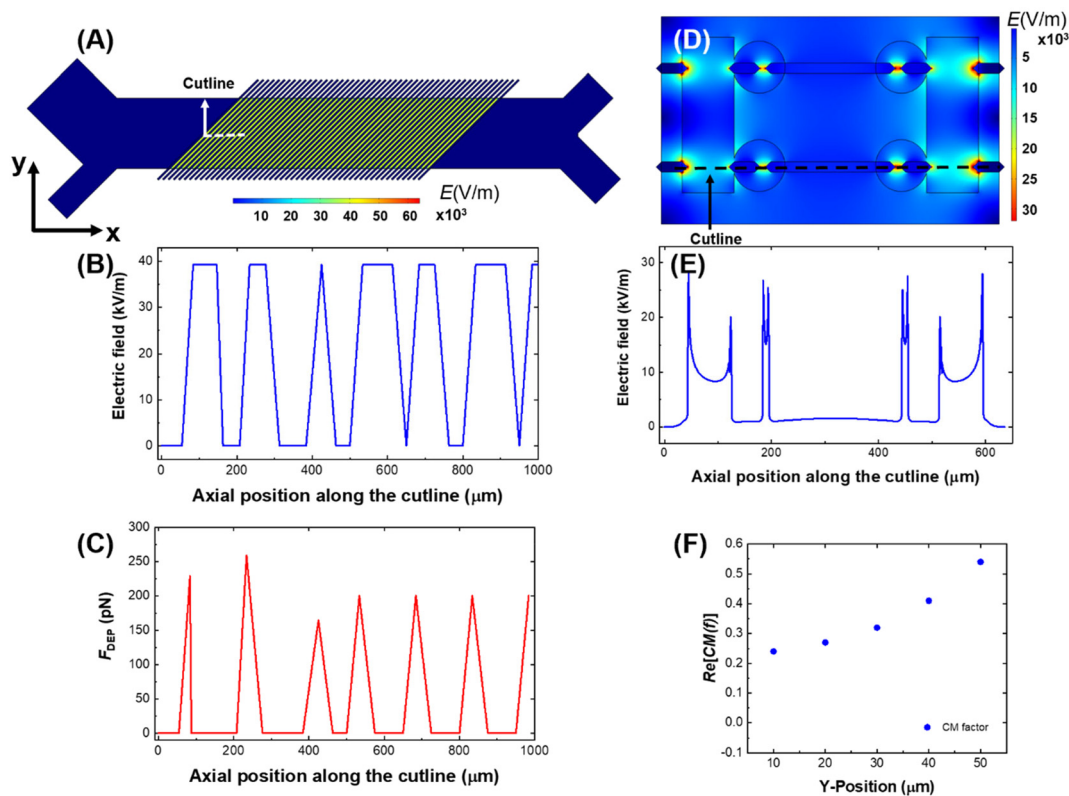 (A)
Cutline
y
x
E(V/m)
10 20 30 40 50 60 x10³
(D)
E(V/m)
x10³
5
10
15
20
25
30
Cutline
(B)
Electric field (kV/m)
40
30
20
10
0
0 200 400 600 800 1000
Axial position along the cutline (μm)
(E)
Electric field (kV/m)
30
20
10
0
0 200 400 600
Axial position along the cutline (μm)
(C)
F_DEP (pN)
300
250
200
150
100
50
0
0 200 400 600 800 1000
Axial position along the cutline (μm)
(F)
Re[CM(f)]
0.6
0.5
0.4
0.3
0.2
0.1
0.0
-0.1
CM factor
10 20 30 40 50
Y-Position (μm)